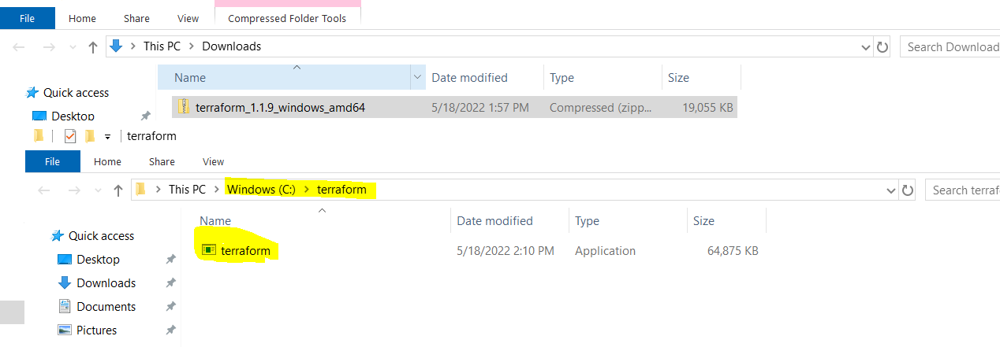 File Home Share View Compressed Folder Tools
This PC > Downloads Search Download
Name Date modified Type Size
Quick access
terraform_1.1.9_windows_amd64 5/18/2022 1:57 PM Compressed (zipp... 19,055 KB
Desktop
terraform
File Home Share View
This PC > Windows (C:) > terraform Search terraf
Name Date modified Type Size
Quick access
terraform 5/18/2022 2:10 PM Application 64,875 KB
Desktop
Downloads
Documents
Pictures